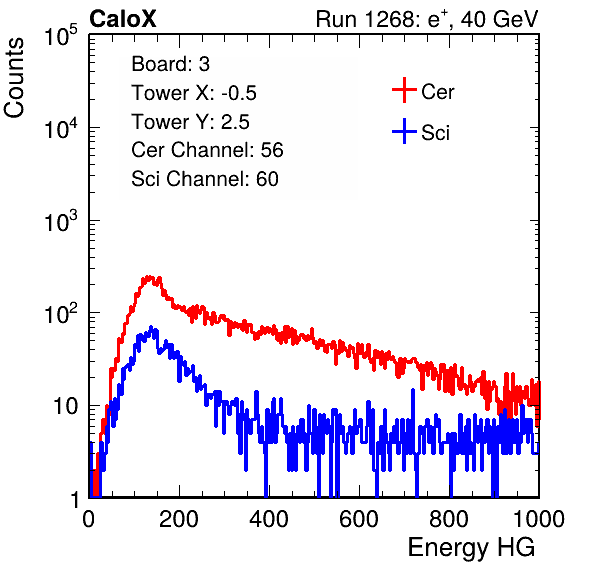 CaloX Run 1268: e⁺, 40 GeV
Counts
10⁵
10⁴
10³
10²
10
1
Board: 3
Tower X: -0.5
Tower Y: 2.5
Cer Channel: 56
Sci Channel: 60
Cer
Sci
0 200 400 600 800 1000
Energy HG